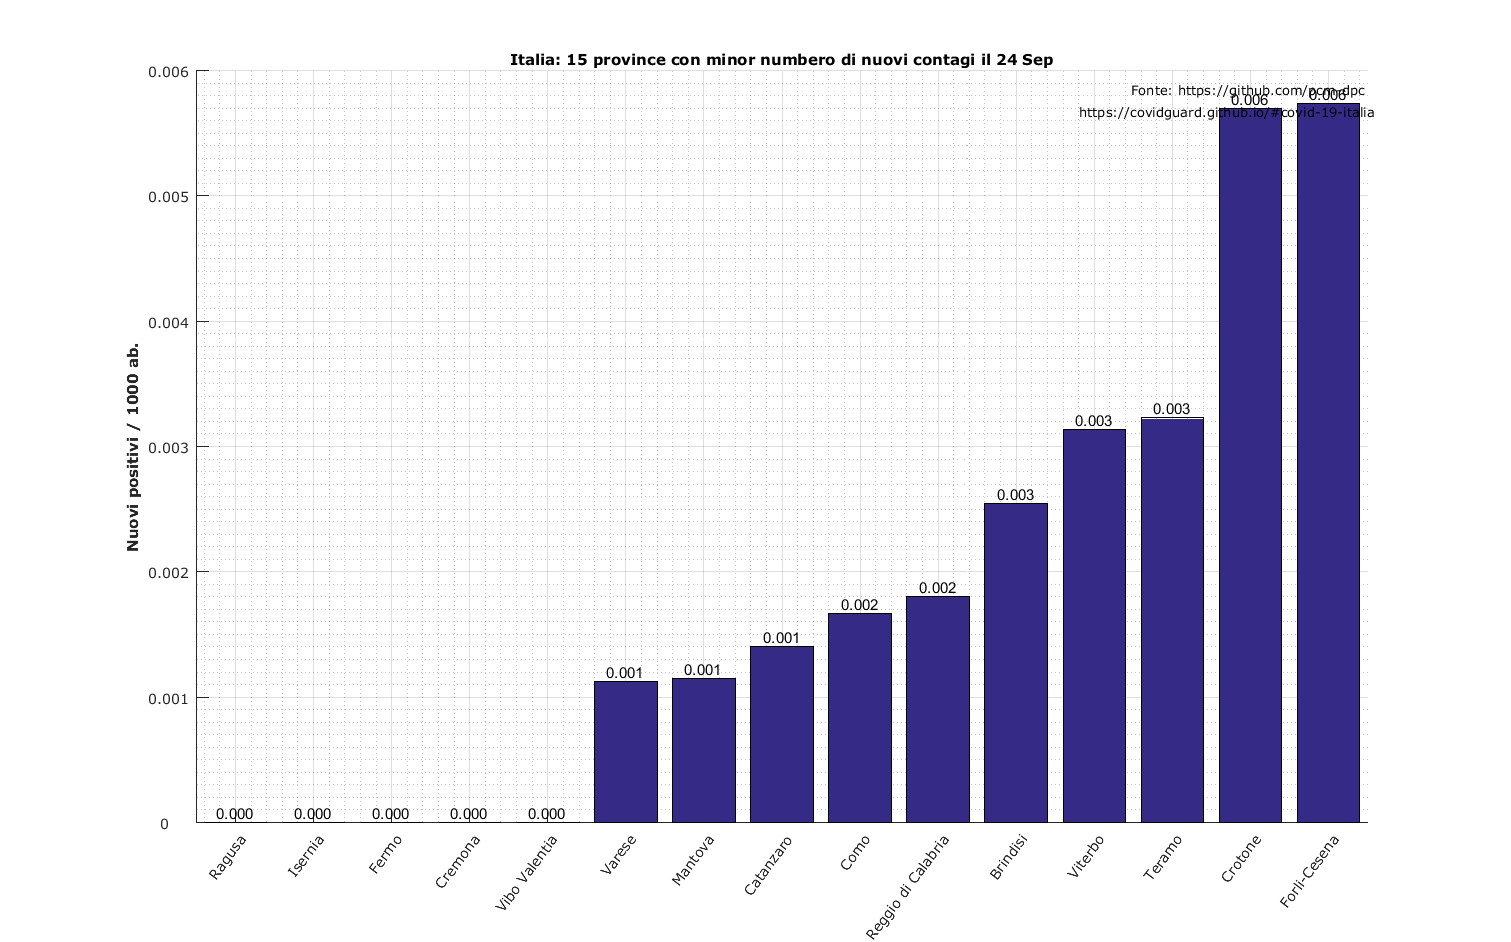 Italia: 15 province con minor numbero di nuovi contagi il 24 Sep
Fonte: https://github.com/pcm-dpc
https://covidguard.github.io/#covid-19-italia
Nuovi positivi / 1000 ab.
0.006
0.005
0.004
0.003
0.002
0.001
0
0.000
0.000
0.000
0.000
0.000
0.001
0.001
0.001
0.002
0.002
0.003
0.003
0.003
0.006
0.006
Ragusa
Isernia
Fermo
Cremona
Vibo Valentia
Varese
Mantova
Catanzaro
Como
Reggio di Calabria
Brindisi
Viterbo
Teramo
Crotone
Forlì-Cesena